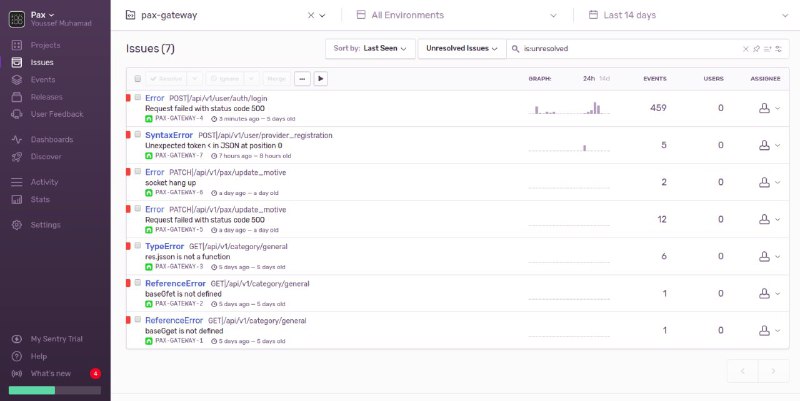 Pax
Youssef Muhamad
Projects
Issues
Events
Releases
User Feedback
Dashboards
Discover
Activity
Stats
Settings
My Sentry Trial
Help
What's new
4
pax-gateway
All Environments
Last 14 days
Issues (7)
Sort by: Last Seen
Unresolved Issues
is:unresolved
Resolve
Ignore
Merge
GRAPH:
24h
14d
EVENTS
USERS
ASSIGNEE
Error POST|/api/v1/user/auth/login
Request failed with status code 500
PAX-GATEWAY-4 3 minutes ago — 5 days old
459
0
SyntaxError POST|/api/v1/user/provider_registration
Unexpected token < in JSON at position 0
PAX-GATEWAY-7 7 hours ago — 8 hours old
5
0
Error PATCH|/api/v1/pax/update_motive
socket hang up
PAX-GATEWAY-6 a day ago — a day old
2
0
Error PATCH|/api/v1/pax/update_motive
Request failed with status code 500
PAX-GATEWAY-5 a day ago — a day old
12
0
TypeError GET|/api/v1/category/general
res.jsson is not a function
PAX-GATEWAY-3 5 days ago — 5 days old
6
0
ReferenceError GET|/api/v1/category/general
baseOfet is not defined
PAX-GATEWAY-2 5 days ago — 5 days old
1
0
ReferenceError GET|/api/v1/category/general
is not defined
PAX-GATEWAY-1 5 days ago — 5 days old
1
0